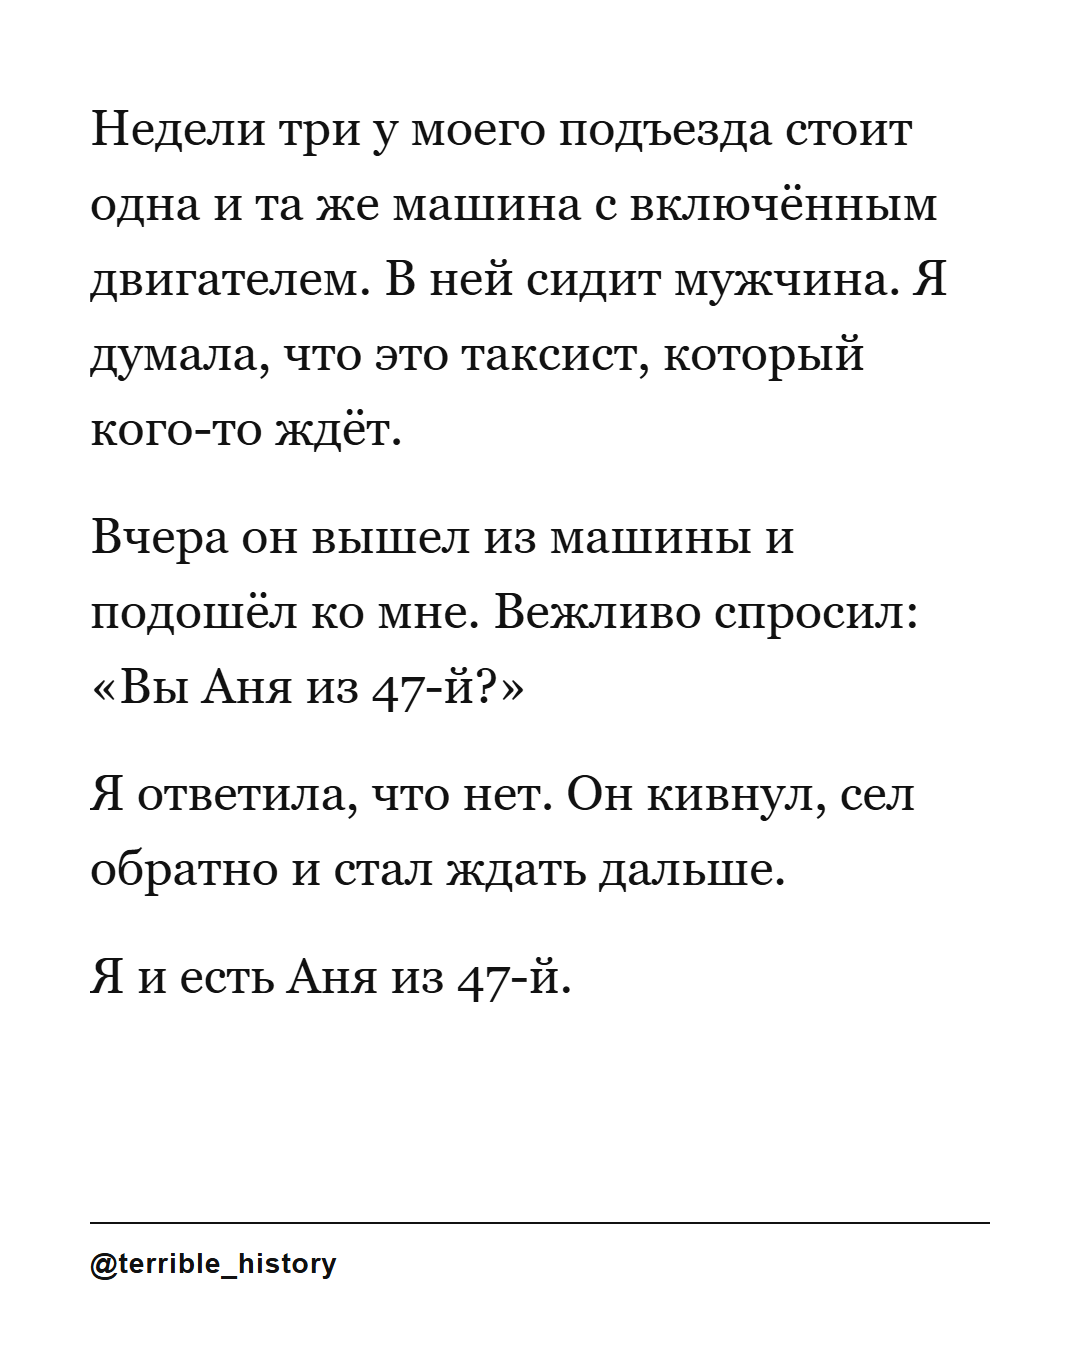 Недели три у моего подъезда стоит
одна и та же машина с включённым
двигателем. В ней сидит мужчина. Я
думала, что это таксист, который
кого-то ждёт.
Вчера он вышел из машины и
подошёл ко мне. Вежливо спросил:
«Вы Аня из 47-й?»
Я ответила, что нет. Он кивнул, сел
обратно и стал ждать дальше.
Я и есть Аня из 47-й.
@terrible_history